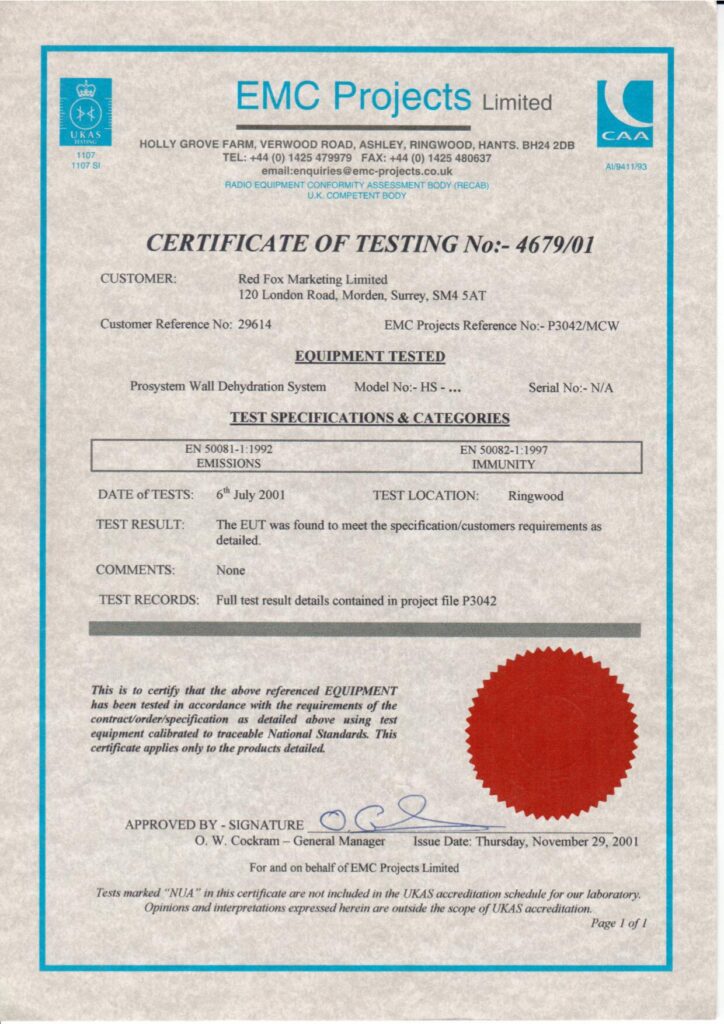 EMC Projects Limited
UKAS
TESTING
1107
1107 SI
CAA
AI/9411/93
HOLLY GROVE FARM, VERWOOD ROAD, ASHLEY, RINGWOOD, HANTS. BH24 2DB
TEL: +44 (0) 1425 479979 FAX: +44 (0) 1425 480637
email:enquiries@emc-projects.co.uk
RADIO EQUIPMENT CONFORMITY ASSESSMENT BODY (RECAB)
U.K. COMPETENT BODY
CERTIFICATE OF TESTING No:- 4679/01
CUSTOMER: Red Fox Marketing Limited
120 London Road, Morden, Surrey, SM4 5AT
Customer Reference No: 29614 EMC Projects Reference No:- P3042/MCW
EQUIPMENT TESTED
Prosystem Wall Dehydration System Model No:- HS - ... Serial No:- N/A
TEST SPECIFICATIONS & CATEGORIES
EN 50081-1:1992 EN 50082-1:1997
EMISSIONS IMMUNITY
DATE of TESTS: 6th July 2001 TEST LOCATION: Ringwood
TEST RESULT: The EUT was found to meet the specification/customers requirements as
detailed.
COMMENTS: None
TEST RECORDS: Full test result details contained in project file P3042
This is to certify that the above referenced EQUIPMENT
has been tested in accordance with the requirements of the
contract/order/specification as detailed above using test
equipment calibrated to traceable National Standards. This
certificate applies only to the products detailed.
APPROVED BY - SIGNATURE
O. W. Cockram – General Manager Issue Date: Thursday, November 29, 2001
For and on behalf of EMC Projects Limited
Tests marked “NUA” in this certificate are not included in the UKAS accreditation schedule for our laboratory.
Opinions and interpretations expressed herein are outside the scope of UKAS accreditation.
Page 1 of 1